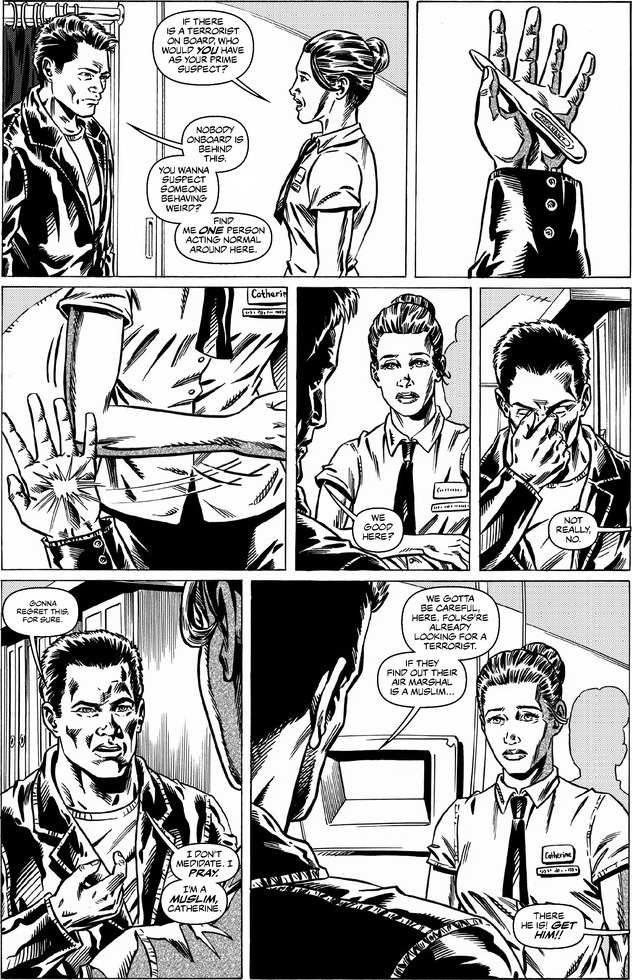 IF THERE
IS A TERRORIST
ON BOARD, WHO
WOULD YOU HAVE
AS YOUR PRIME
SUSPECT?
NOBODY
ONBOARD IS
BEHIND
THIS.
YOU WANNA
SUSPECT
SOMEONE
BEHAVING
WEIRD?
FIND
ME ONE PERSON
ACTING NORMAL
AROUND HERE.
Catherin
WE
GOOD
HERE?
NOT
REALLY,
NO.
GONNA
REGRET THIS,
FOR SURE.
I DON'T
MEDIDATE. I
PRAY.
I'M A
MUSLIM,
CATHERINE.
WE GOTTA
BE CAREFUL,
HERE. FOLKS'RE
ALREADY
LOOKING FOR A
TERRORIST.
IF THEY
FIND OUT THEIR
AIR MARSHAL
IS A MUSLIM...
Catherine
THERE
HE IS! GET
HIM!!